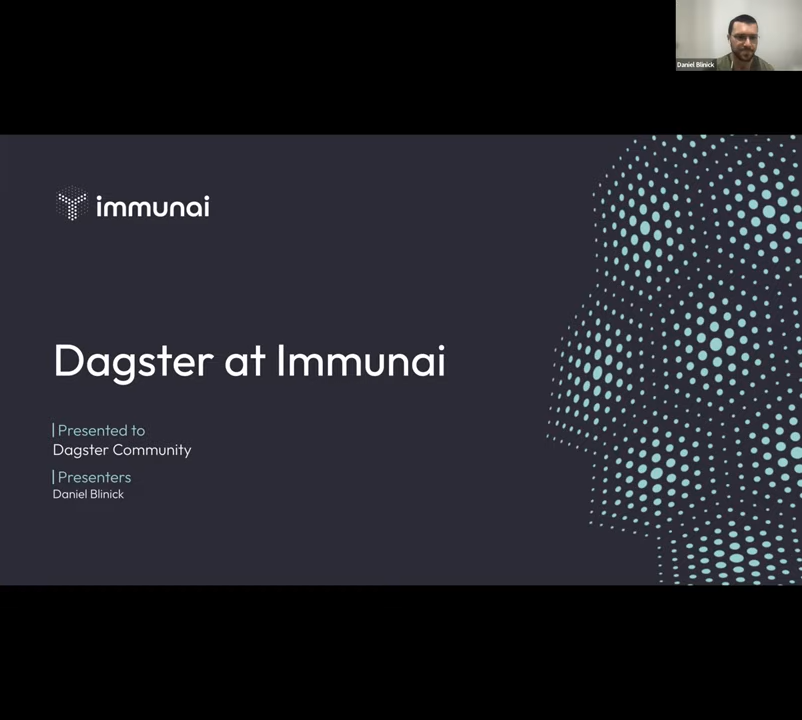 Daniel Blinick
immunai
Dagster at Immunai
Presented to
Dagster Community
Presenters
Daniel Blinick